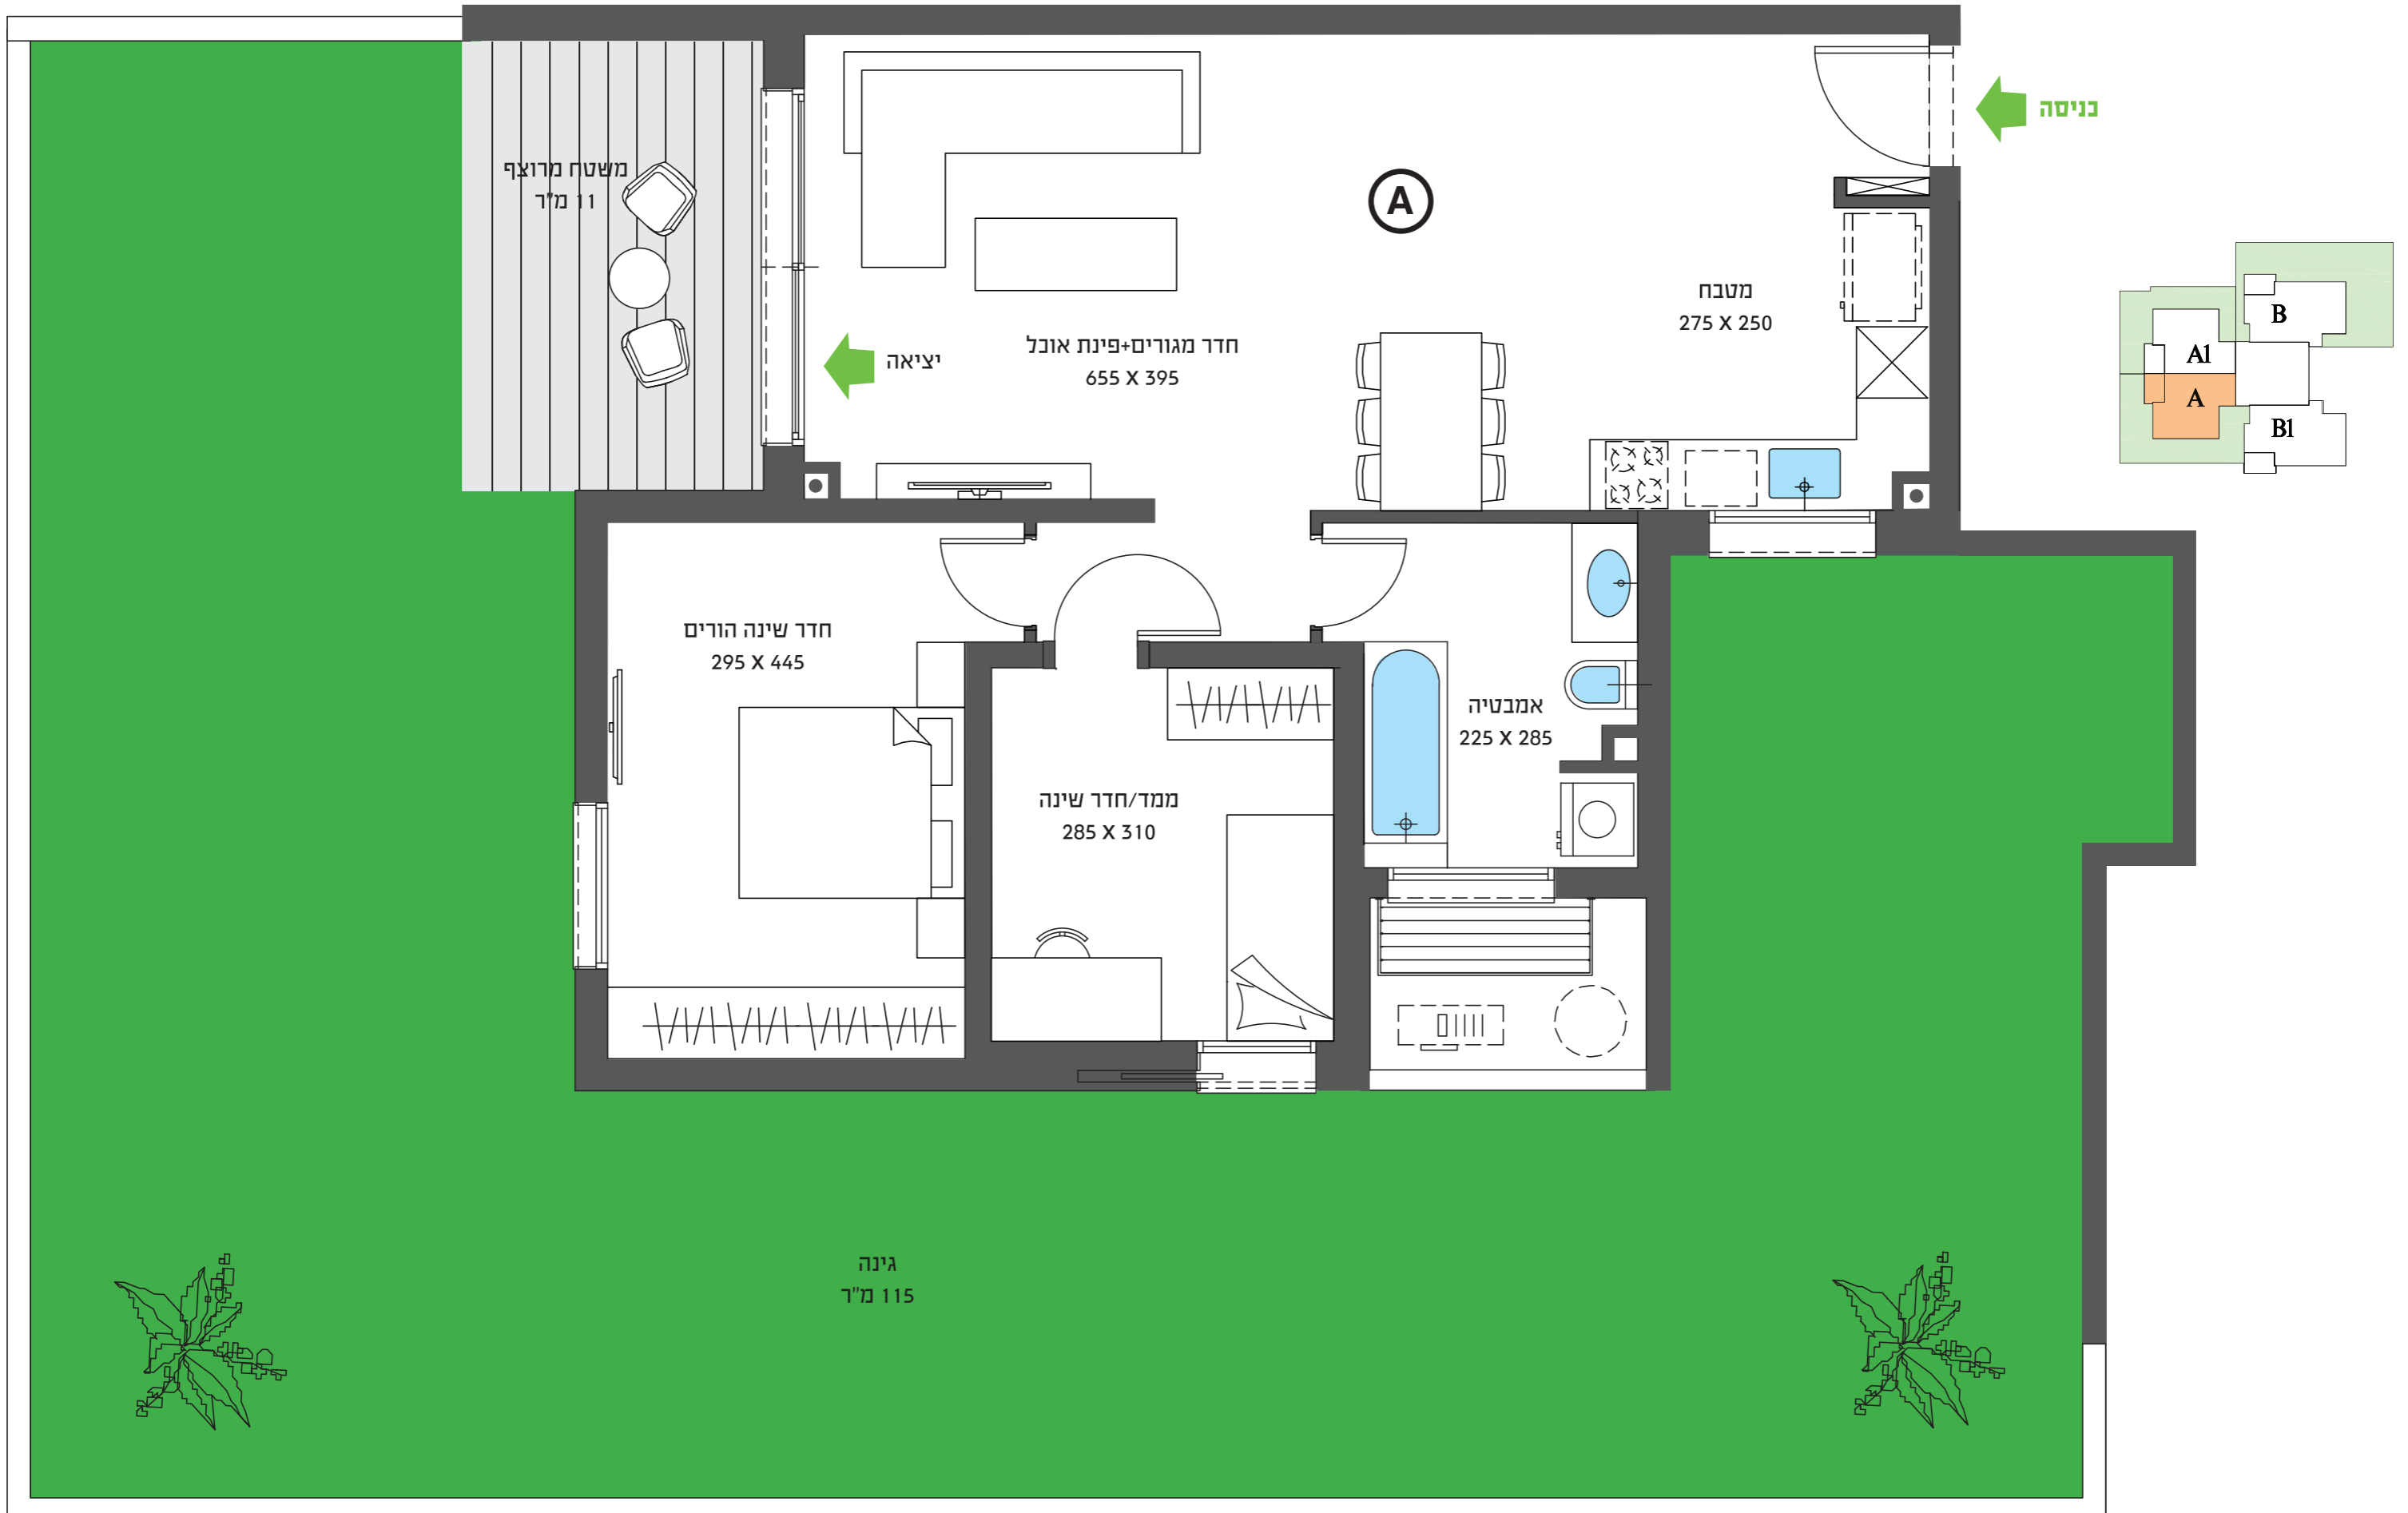 כניסה
משטח מרוצף
11 מ"ר
A
מטבח
275 X 250
חדר מגורים+פינת אוכל
655 X 395
יציאה
B
A1
A
B1
חדר שינה הורים
295 X 445
אמבטיה
225 X 285
ממד/חדר שינה
285 X 310
גינה
115 מ"ר